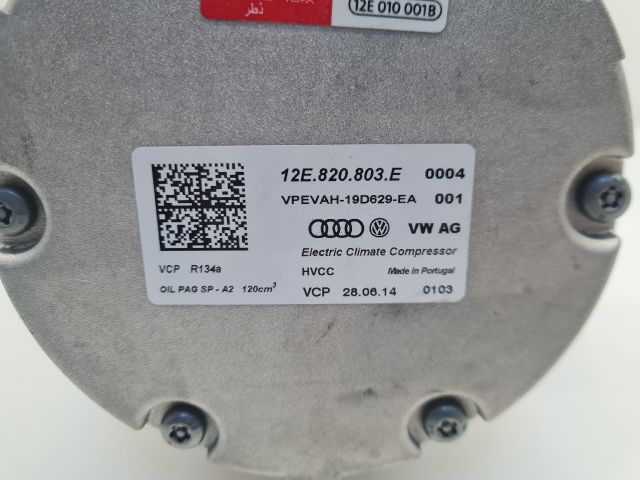 خطر
12E 010 001B
12E.820.803.E 0004
VPEVAH-19D629-EA 001
VW AG
Electric Climate Compressor
VCP R134a
HVCC Made in Portugal
OIL PAG SP - A2 120cm³
VCP 28.06.14 0103